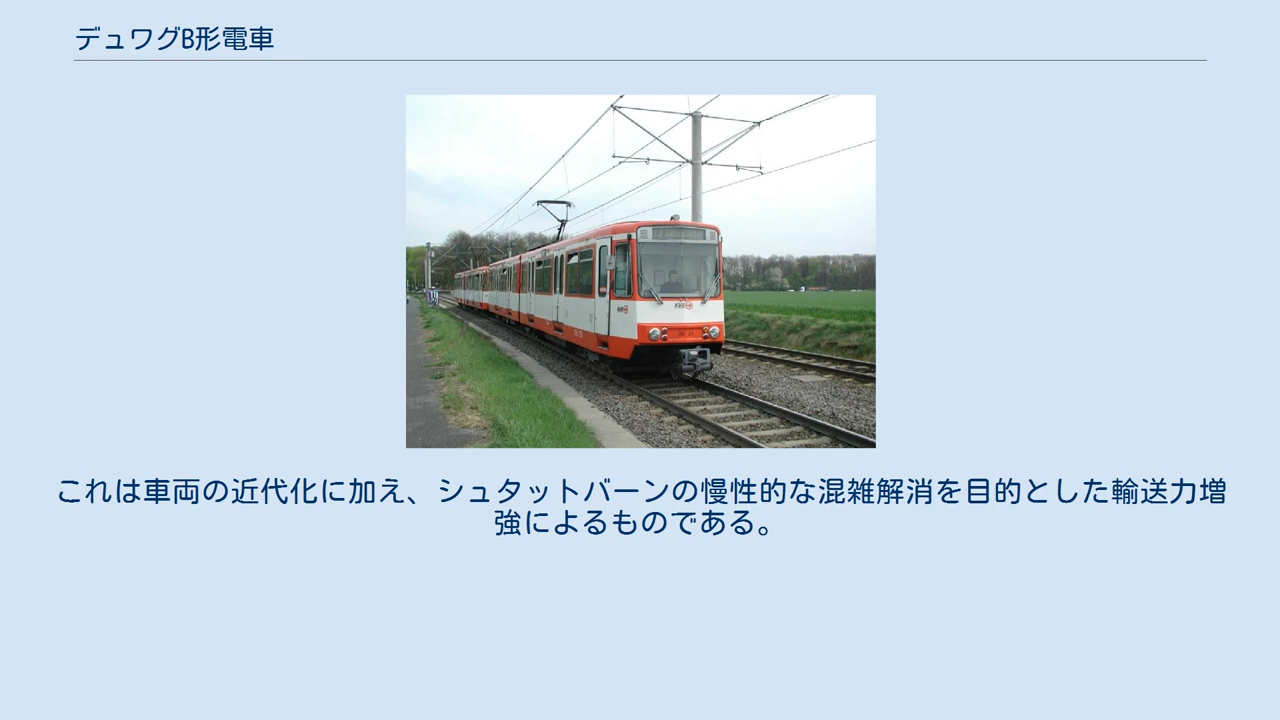 デュワグB形電車
これは車両の近代化に加え、シュタットバーンの慢性的な混雑解消を目的とした輸送力増
強によるものである。